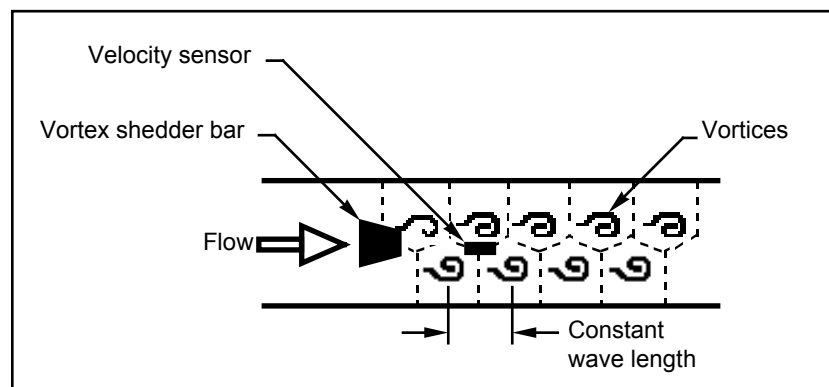 Velocity sensor
Vortex shedder bar
Vortices
Flow
Constant
wave length